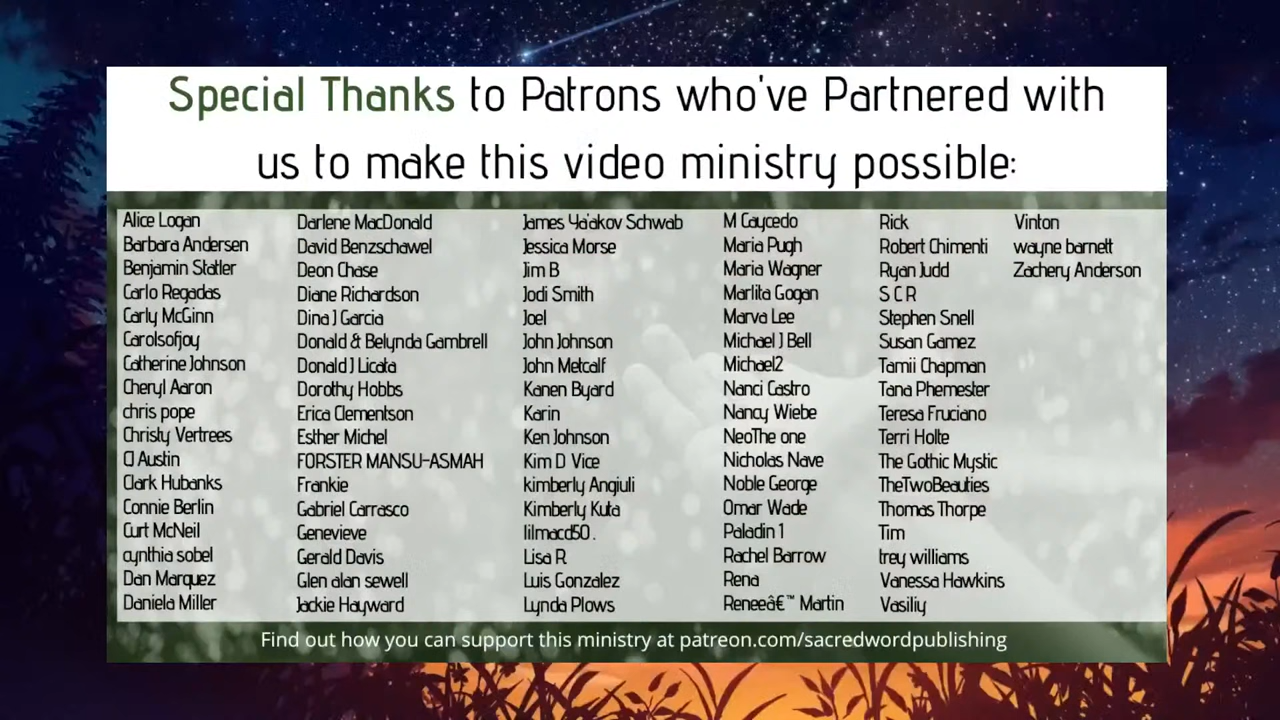 Special Thanks to Patrons who've Partnered with
us to make this video ministry possible:
Alice Logan
Barbara Andersen
Benjamin Statler
Carlo Regadas
Carly McGinn
Carolsofjoy
Catherine Johnson
Cheryl Aaron
chris pope
Christy Vertrees
CJ Austin
Clark Hubanks
Connie Berlin
Curt McNeil
cynthia sobel
Dan Marquez
Daniela Miller
Darlene MacDonald
David Benzschawel
Deon Chase
Diane Richardson
Dina J Garcia
Donald & Belynda Gambrell
Donald J Licata
Dorothy Hobbs
Erica Clementson
Esther Michel
FORSTER MANSU-ASMAH
Frankie
Gabriel Carrasco
Genevieve
Gerald Davis
Glen alan sewell
Jackie Hayward
James Ya'akov Schwab
Jessica Morse
Jim B
Jodi Smith
Joel
John Johnson
John Metcalf
Kanen Byard
Karin
Ken Johnson
Kim D Vice
kimberly Angiuli
Kimberly Kuta
lilmacd50 .
Lisa R
Luis Gonzalez
Lynda Plows
M Caycedo
Maria Pugh
Maria Wagner
Marlita Gogan
Marva Lee
Michael J Bell
Michael2
Nanci Castro
Nancy Wiebe
NeoThe one
Nicholas Nave
Noble George
Omar Wade
Paladin 1
Rachel Barrow
Rena
Reneeâ€™ Martin
Rick
Robert Chimenti
Ryan Judd
S C R
Stephen Snell
Susan Gamez
Tamii Chapman
Tana Phemester
Teresa Fruciano
Terri Holte
The Gothic Mystic
TheTwoBeauties
Thomas Thorpe
Tim
trey williams
Vanessa Hawkins
Vasiliy
Vinton
wayne barnett
Zachery Anderson
Find out how you can support this ministry at patreon.com/sacredwordpublishing